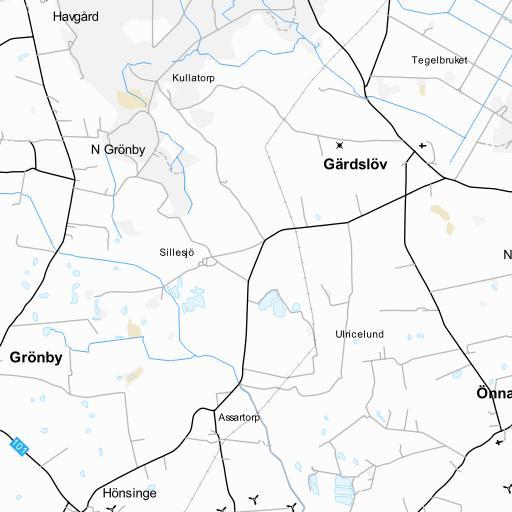 Havgård
Tegelbruket
Kullatorp
N Grönby
Gärdslöv
Sillesjö
N
Ulricelund
Grönby
Önna
Assartorp
101
Hönsinge